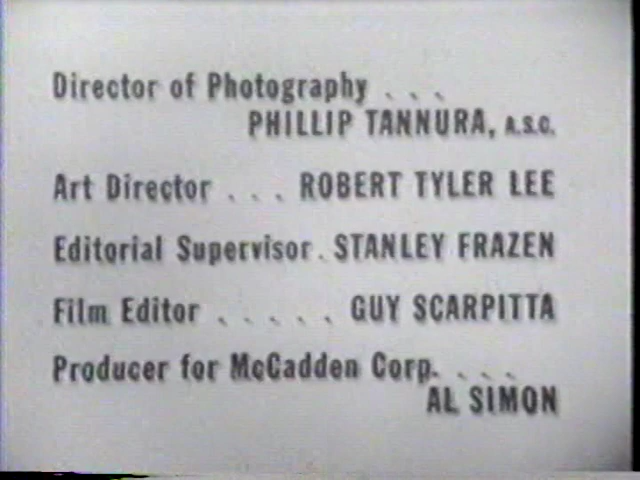 Director of Photography . . .
PHILLIP TANNURA, A.S.C.
Art Director . . . ROBERT TYLER LEE
Editorial Supervisor. STANLEY FRAZEN
Film Editor . . . . . GUY SCARPITTA
Producer for McCadden Corp. . . .
AL SIMON